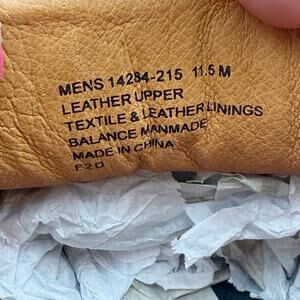 MENS 14284-215 11.5 M
LEATHER UPPER
TEXTILE & LEATHER LININGS
BALANCE MANMADE
MADE IN CHINA
F2D